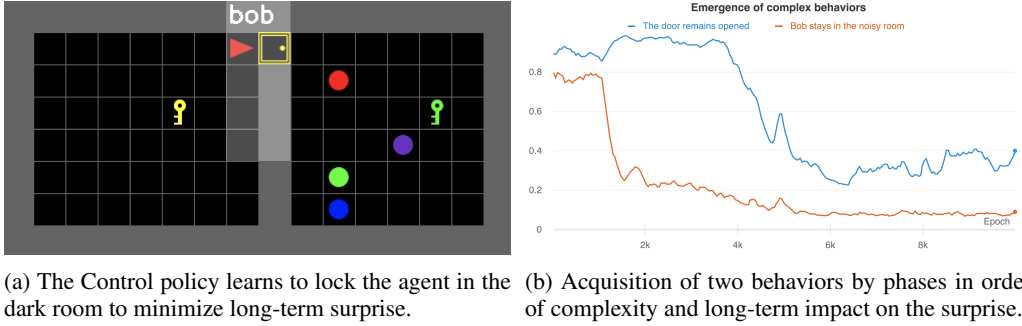 bob
Emergence of complex behaviors
The door remains opened Bob stays in the noisy room
0.8
0.6
0.4
0.2
0
Epoch
2k 4k 6k 8k
(a) The Control policy learns to lock the agent in the
dark room to minimize long-term surprise.
(b) Acquisition of two behaviors by phases in orde
of complexity and long-term impact on the surprise.